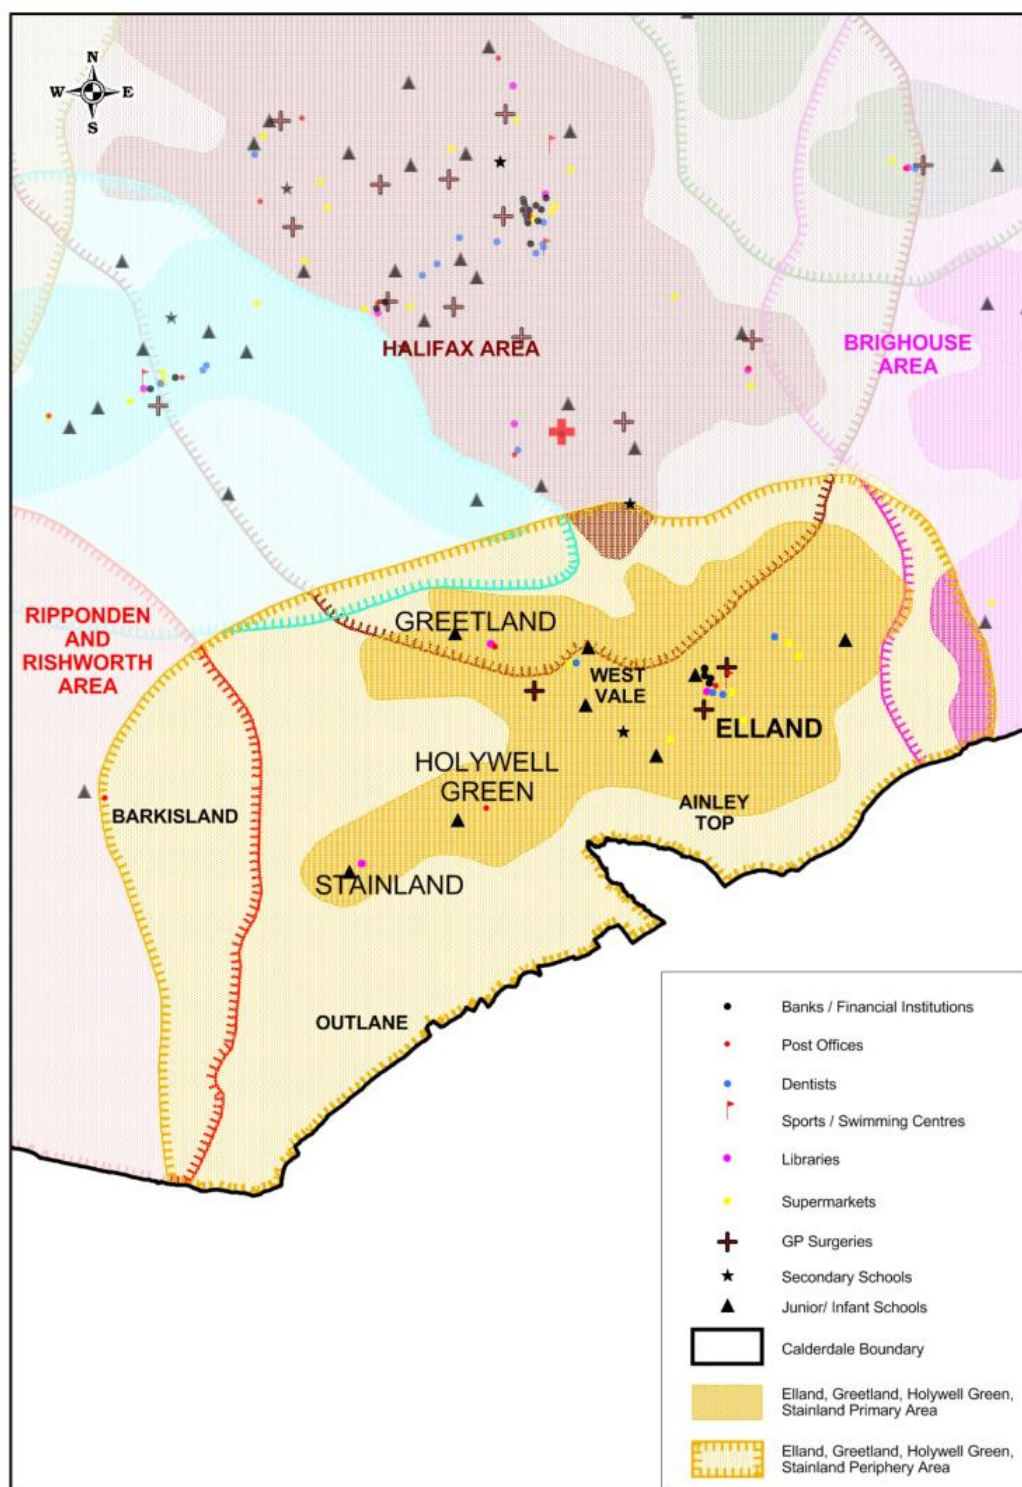 N
W E
S
HALIFAX AREA
BRIGHOUSE
AREA
RIPPONDEN
AND
RISHWORTH
AREA
GREETLAND
WEST
VALE
ELLAND
HOLYWELL
GREEN
AINLEY
TOP
BARKISLAND
STAINLAND
OUTLANE
Banks / Financial Institutions
Post Offices
Dentists
Sports / Swimming Centres
Libraries
Supermarkets
GP Surgeries
Secondary Schools
Junior/ Infant Schools
Calderdale Boundary
Elland, Greetland, Holywell Green,
Stainland Primary Area
Elland, Greetland, Holywell Green,
Stainland Periphery Area